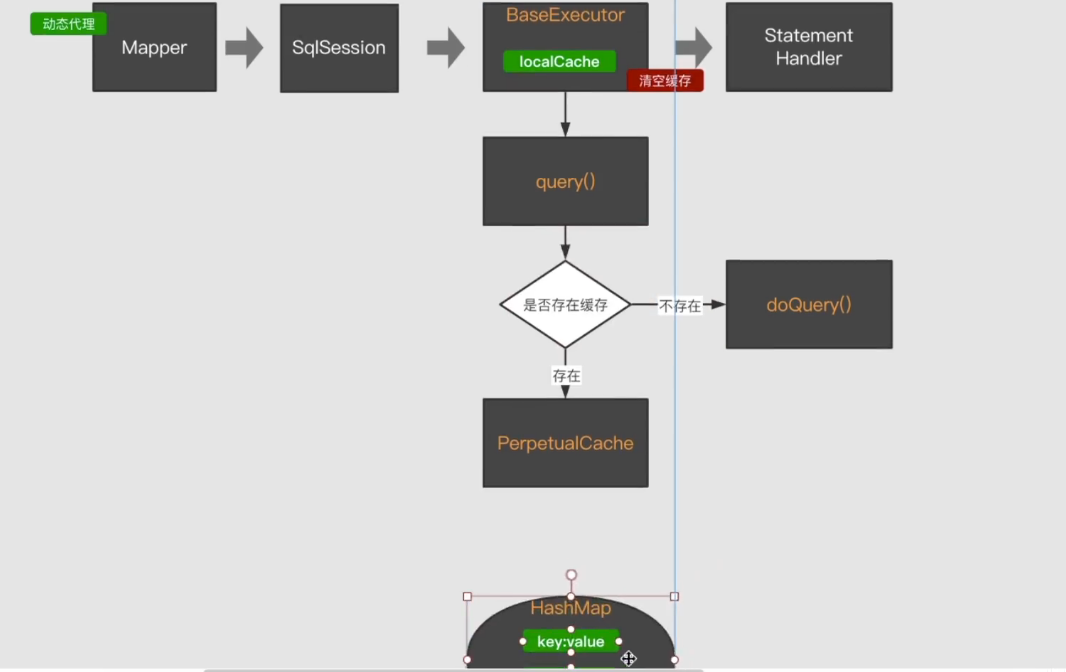 动态代理
Mapper
SqlSession
BaseExecutor
localCache
清空缓存
Statement
Handler
query()
是否存在缓存
不存在
doQuery()
存在
PerpetualCache
HashMap
key:value